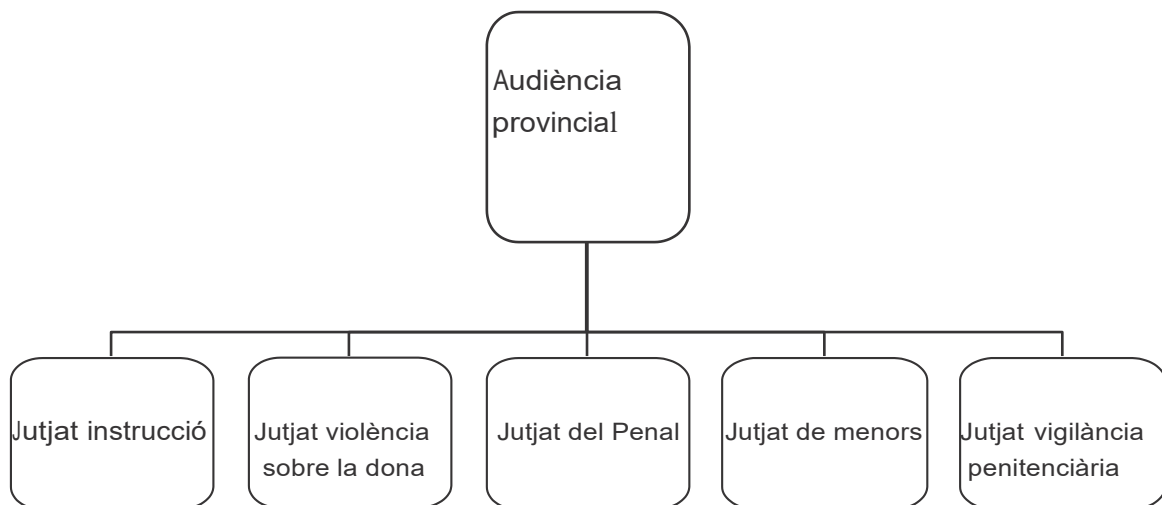 Audiència
provincial
Jutjat instrucció
Jutjat violència
sobre la dona
Jutjat del Penal
Jutjat de menors
Jutjat vigilància
penitenciària